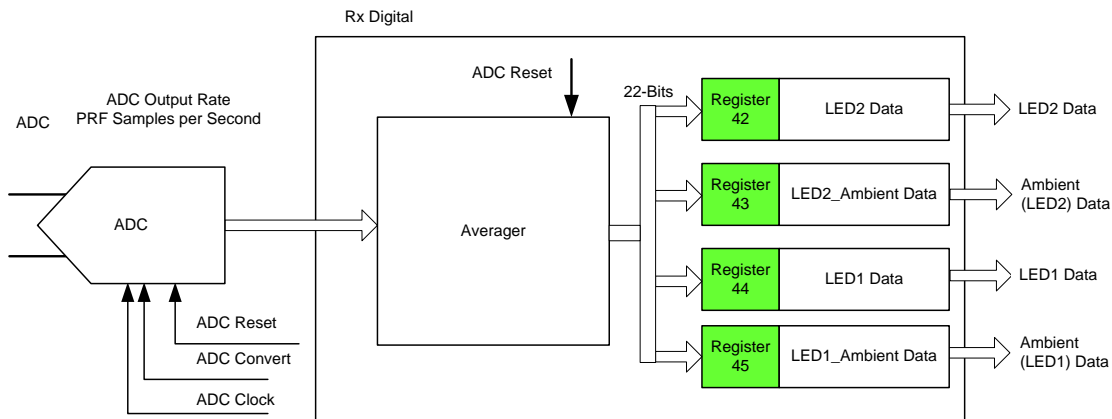 Rx Digital
ADC Output Rate
PRF Samples per Second
ADC
ADC
ADC Reset
ADC Convert
ADC Clock
ADC Reset
Averager
22-Bits
Register
42
LED2 Data
LED2 Data
Register
43
LED2_Ambient Data
Ambient
(LED2) Data
Register
44
LED1 Data
LED1 Data
Register
45
LED1_Ambient Data
Ambient
(LED1) Data